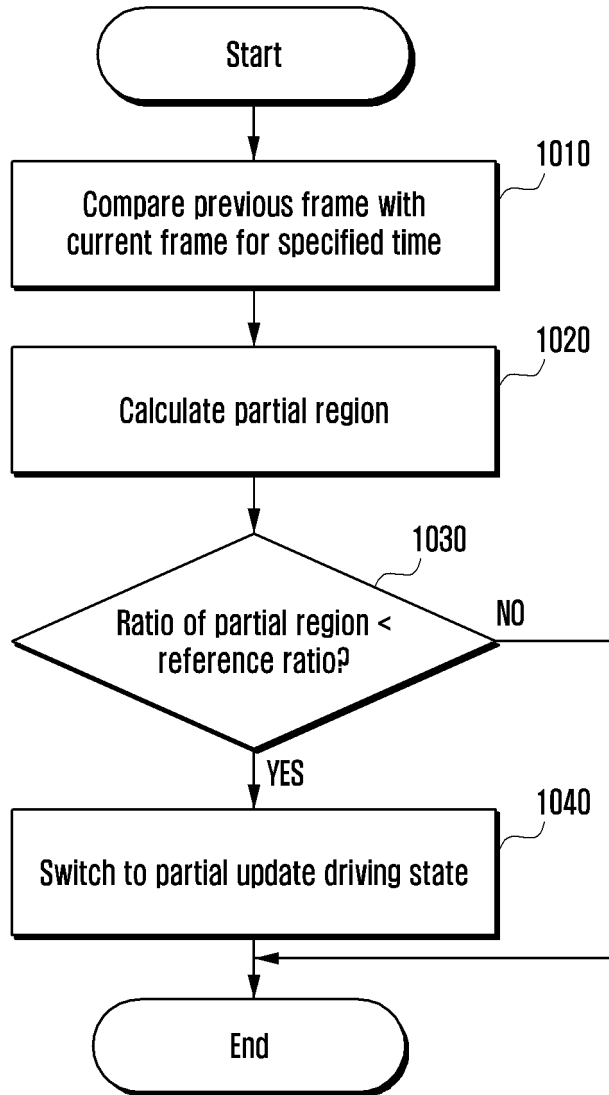 Start
1010
Compare previous frame with
current frame for specified time
1020
Calculate partial region
1030
Ratio of partial region <
reference ratio?
NO
YES
1040
Switch to partial update driving state
End